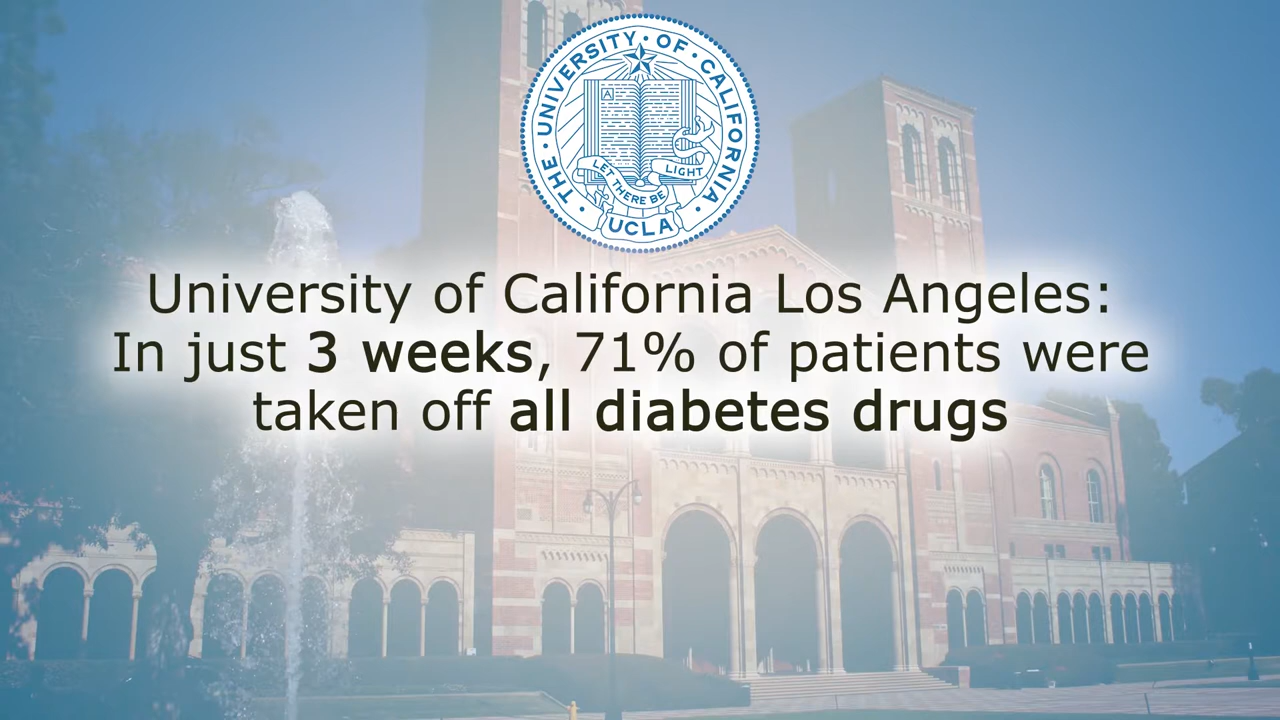 THE · UNIVERSITY · OF · CALIFORNIA ·
A
LET THERE BE LIGHT
UCLA
University of California Los Angeles:
In just 3 weeks, 71% of patients were
taken off all diabetes drugs